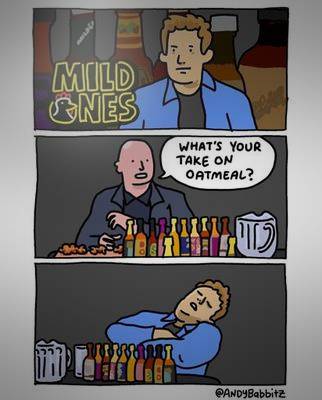 MILD
ONES
WHAT'S YOUR
TAKE ON
OATMEAL?
@ANDYBabbitz